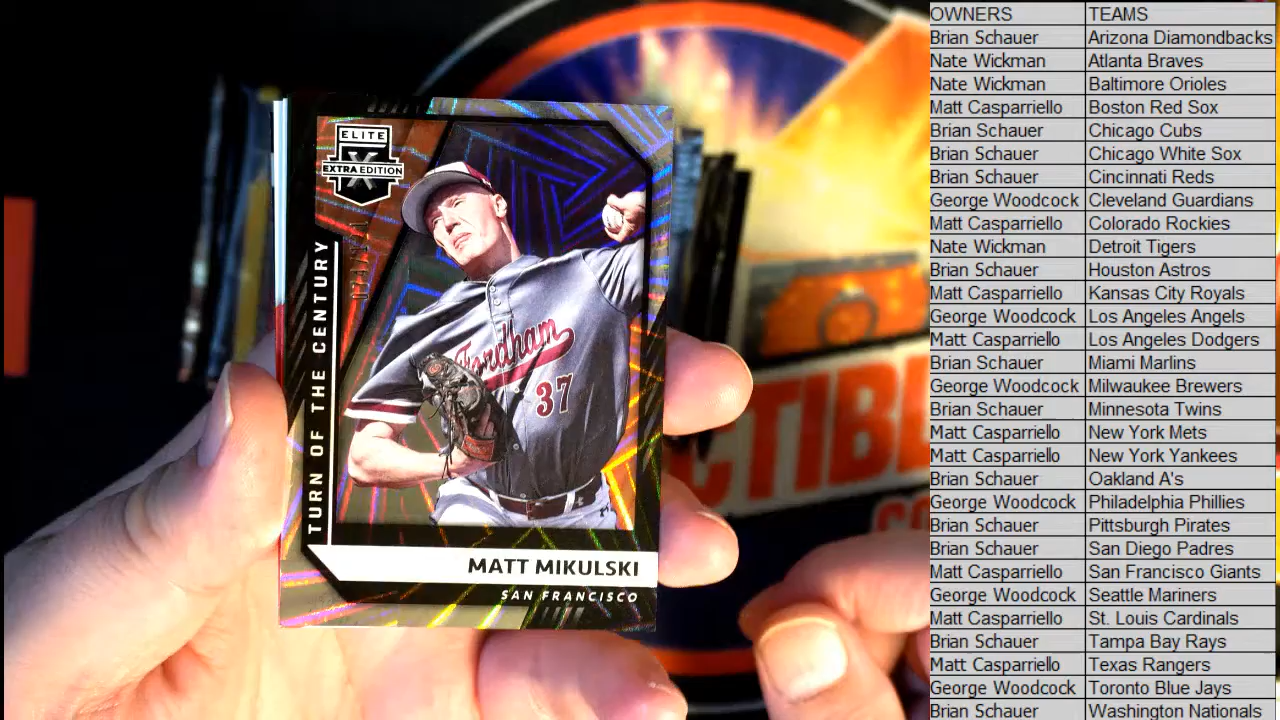 ELITE
X
EXTRA EDITION
TURN OF THE CENTURY
Fordham
37
MATT MIKULSKI
SAN FRANCISCO
OWNERS TEAMS
Brian Schauer Arizona Diamondbacks
Nate Wickman Atlanta Braves
Nate Wickman Baltimore Orioles
Matt Casparriello Boston Red Sox
Brian Schauer Chicago Cubs
Brian Schauer Chicago White Sox
Brian Schauer Cincinnati Reds
George Woodcock Cleveland Guardians
Matt Casparriello Colorado Rockies
Nate Wickman Detroit Tigers
Brian Schauer Houston Astros
Matt Casparriello Kansas City Royals
George Woodcock Los Angeles Angels
Matt Casparriello Los Angeles Dodgers
Brian Schauer Miami Marlins
George Woodcock Milwaukee Brewers
Brian Schauer Minnesota Twins
Matt Casparriello New York Mets
Matt Casparriello New York Yankees
Brian Schauer Oakland A's
George Woodcock Philadelphia Phillies
Brian Schauer Pittsburgh Pirates
Brian Schauer San Diego Padres
Matt Casparriello San Francisco Giants
George Woodcock Seattle Mariners
Matt Casparriello St. Louis Cardinals
Brian Schauer Tampa Bay Rays
Matt Casparriello Texas Rangers
George Woodcock Toronto Blue Jays
Brian Schauer Washington Nationals